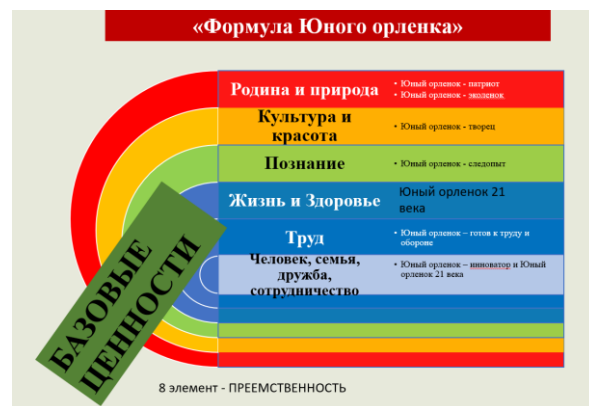 «Формула Юного орленка»
Родина и природа
• Юный орленок - патриот
• Юный орленок - эколенок
Культура и
красота
• Юный орленок - творец
Познание
• Юный орленок - следопыт
Жизнь и Здоровье
Юный орленок 21
века
Труд
• Юный орленок – готов к труду и
обороне
Человек, семья,
дружба,
сотрудничество
• Юный орленок – инноватор и Юный
орленок 21 века
БАЗОВЫЕ
ЦЕННОСТИ
8 элемент - ПРЕЕМСТВЕННОСТЬ